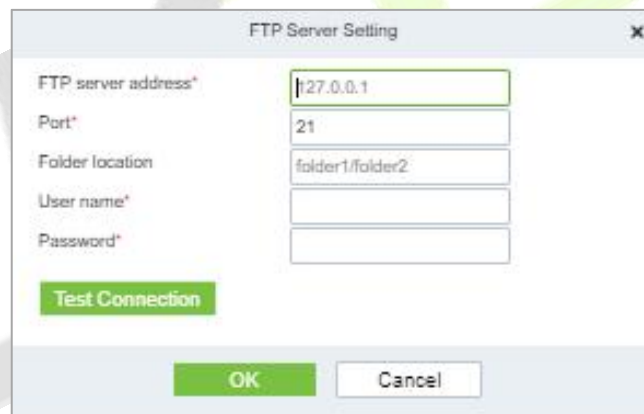 FTP Server Setting x
FTP server address* 127.0.0.1
Port* 21
Folder location folder1/folder2
User name*
Password*
Test Connection
OK Cancel